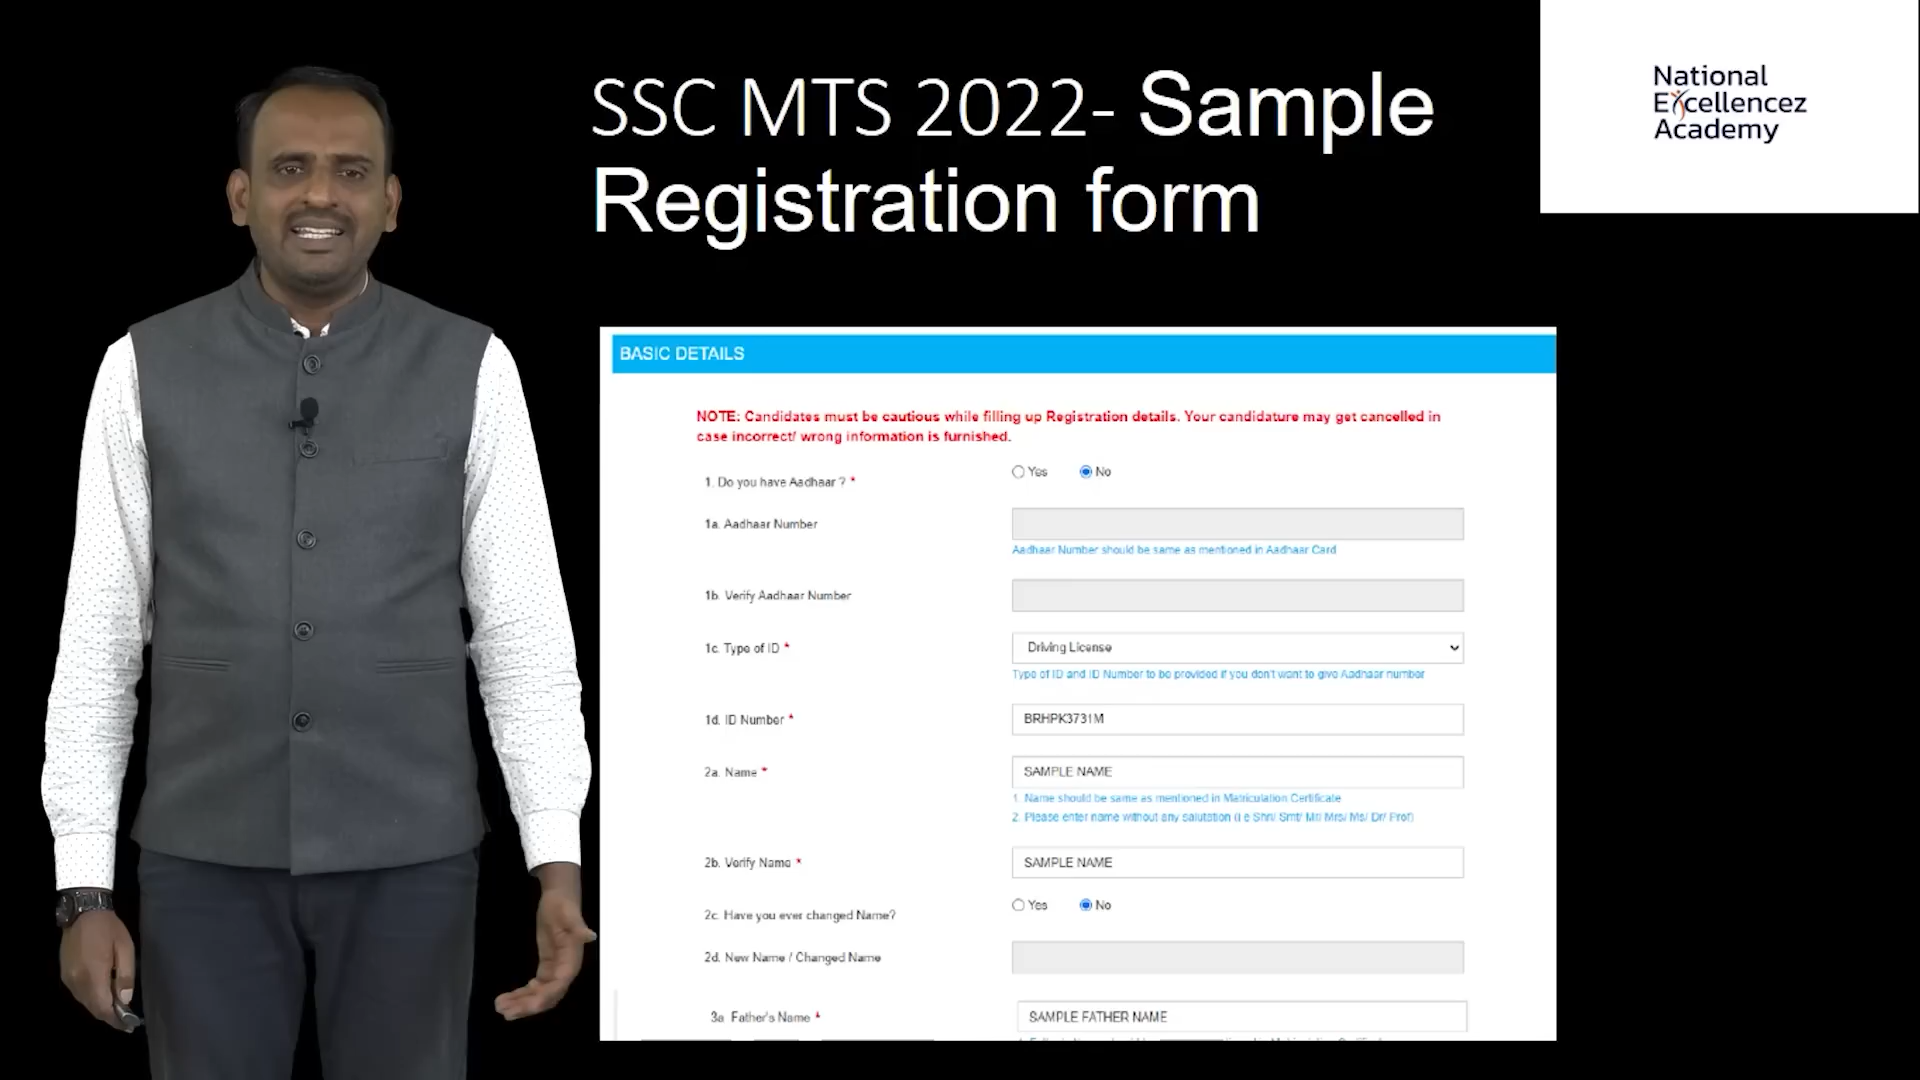 SSC MTS 2022- Sample
Registration form
National
Excellencez
Academy
BASIC DETAILS
NOTE: Candidates must be cautious while filling up Registration details. Your candidature may get cancelled in
case incorrect/ wrong information is furnished.
1. Do you have Aadhaar ? *
Yes No
1a. Aadhaar Number
Aadhaar Number should be same as mentioned in Aadhaar Card
1b. Verify Aadhaar Number
1c. Type of ID * Driving License
Type of ID and ID Number to be provided if you don't want to give Aadhaar number
1d. ID Number * BRHPK3731M
2a. Name * SAMPLE NAME
1. Name should be same as mentioned in Matriculation Certificate
2. Please enter name without any salutation (i e Shri/ Smt/ Mr/ Mrs/ Ms/ Dr/ Prof)
2b. Verify Name * SAMPLE NAME
2c. Have you ever changed Name? Yes No
2d. New Name / Changed Name
3a Father's Name * SAMPLE FATHER NAME